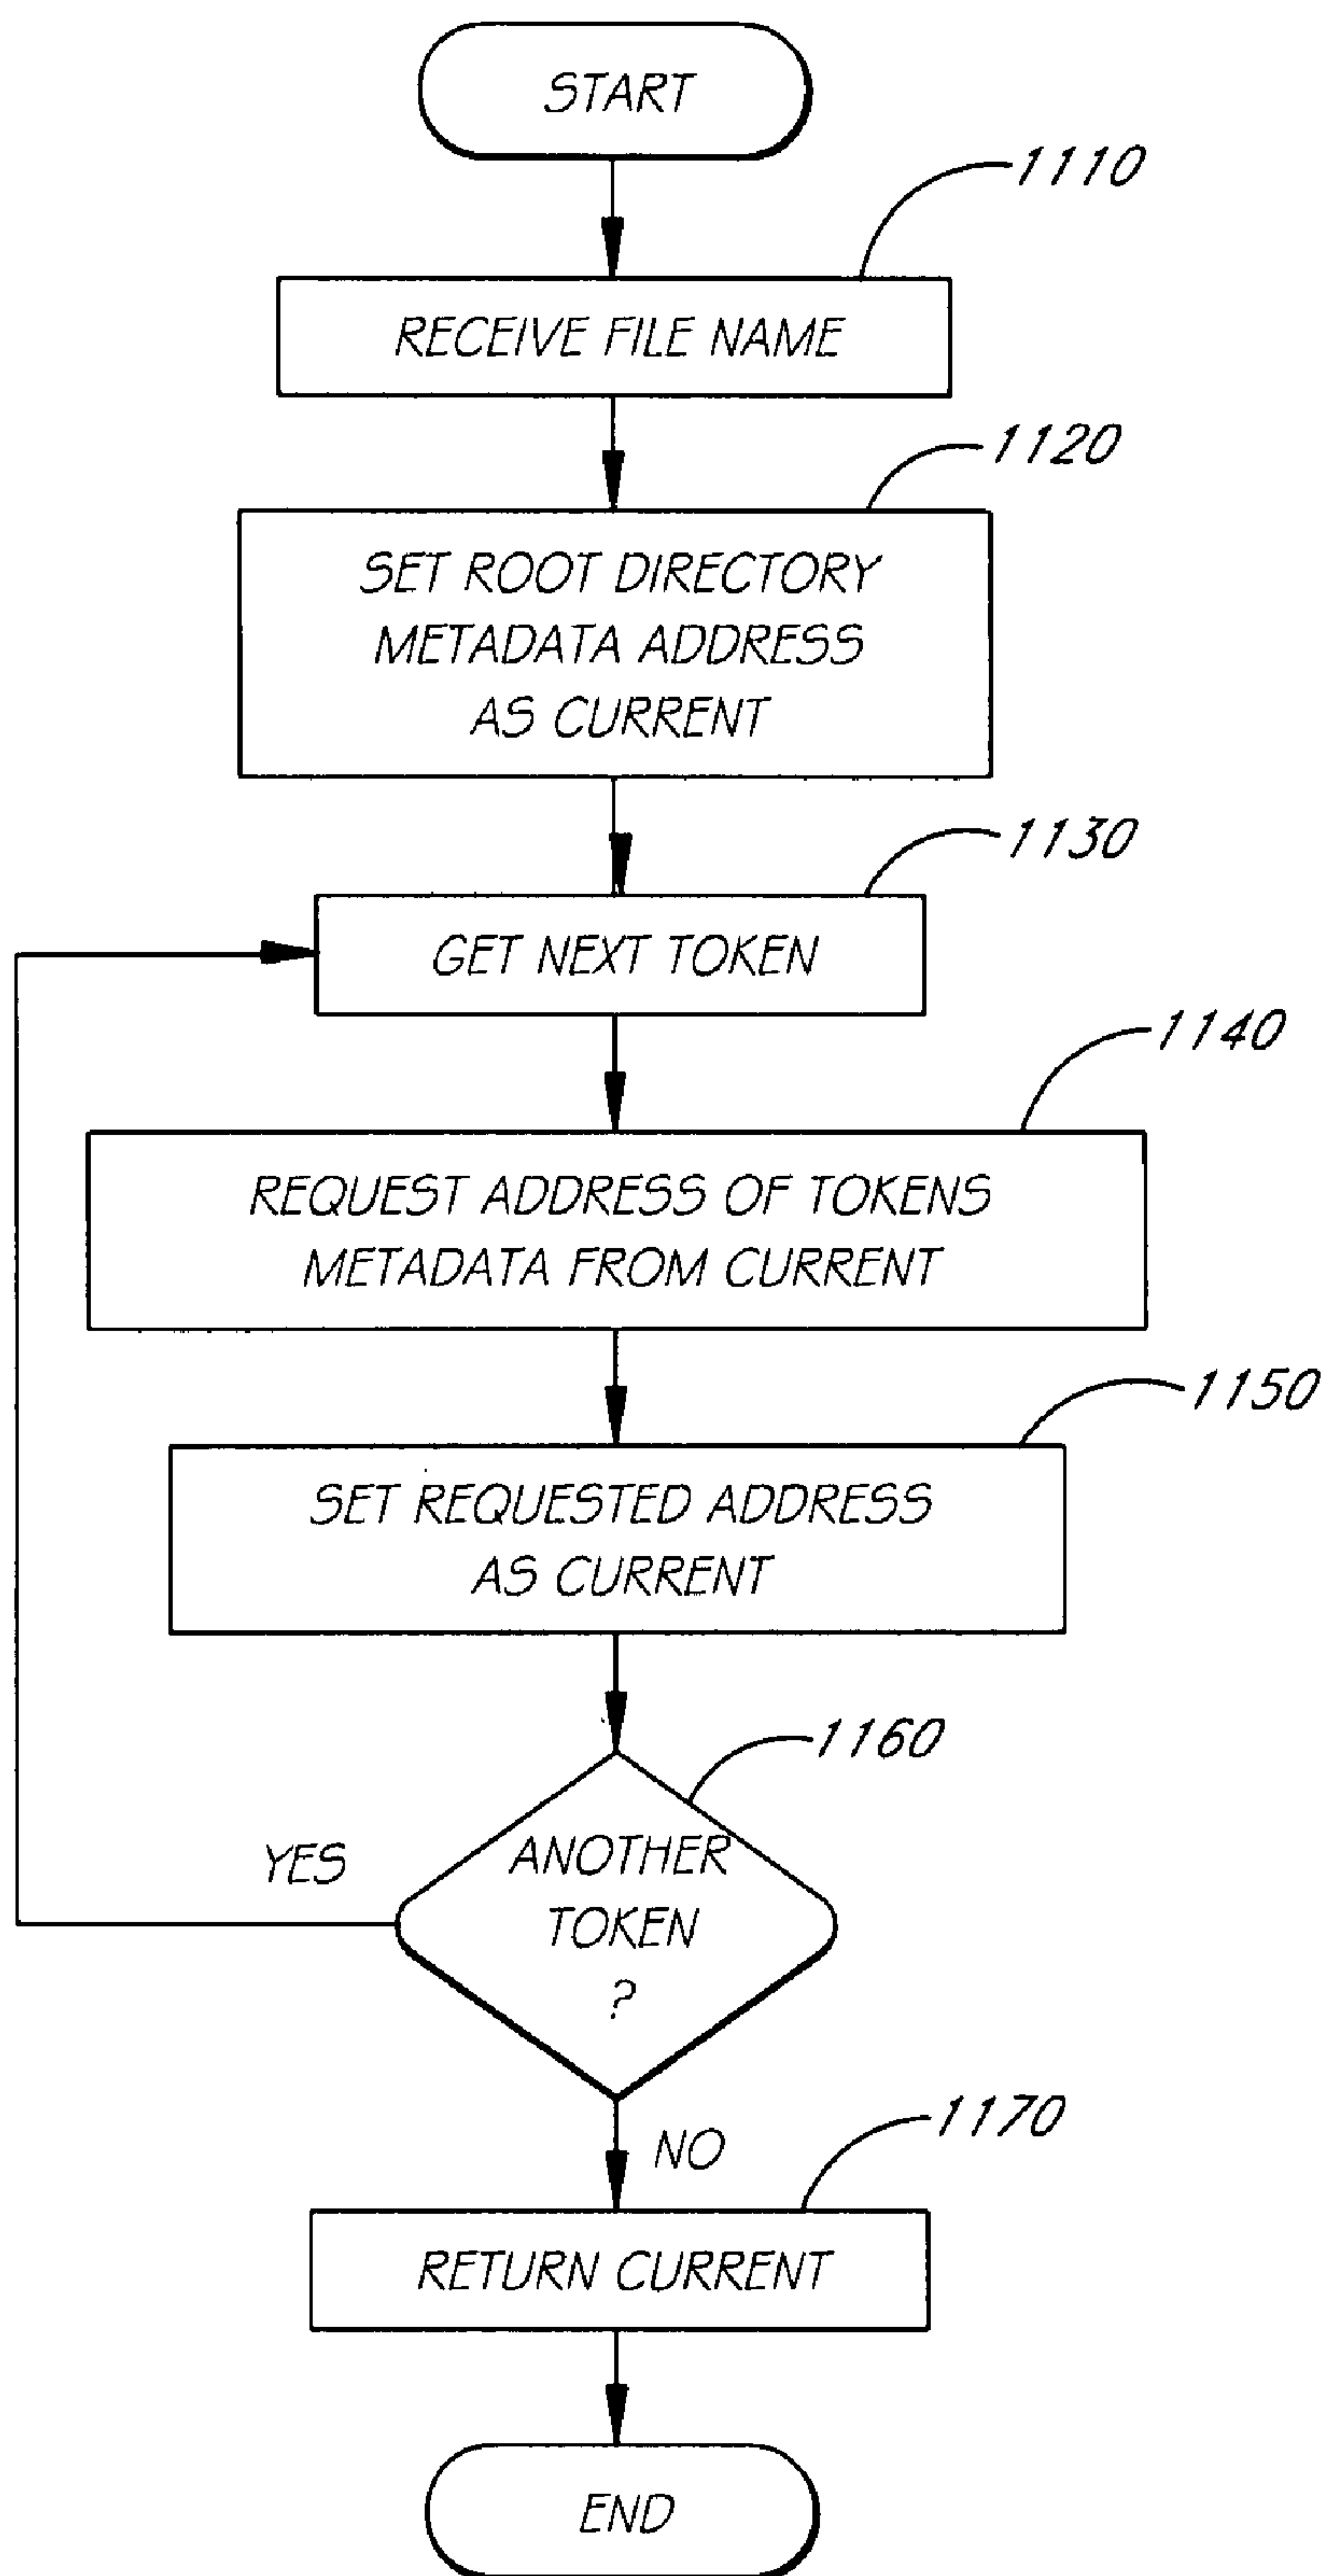 START
1110
RECEIVE FILE NAME
1120
SET ROOT DIRECTORY
METADATA ADDRESS
AS CURRENT
1130
GET NEXT TOKEN
1140
REQUEST ADDRESS OF TOKENS
METADATA FROM CURRENT
1150
SET REQUESTED ADDRESS
AS CURRENT
1160
YES
ANOTHER
TOKEN
?
1170
NO
RETURN CURRENT
END